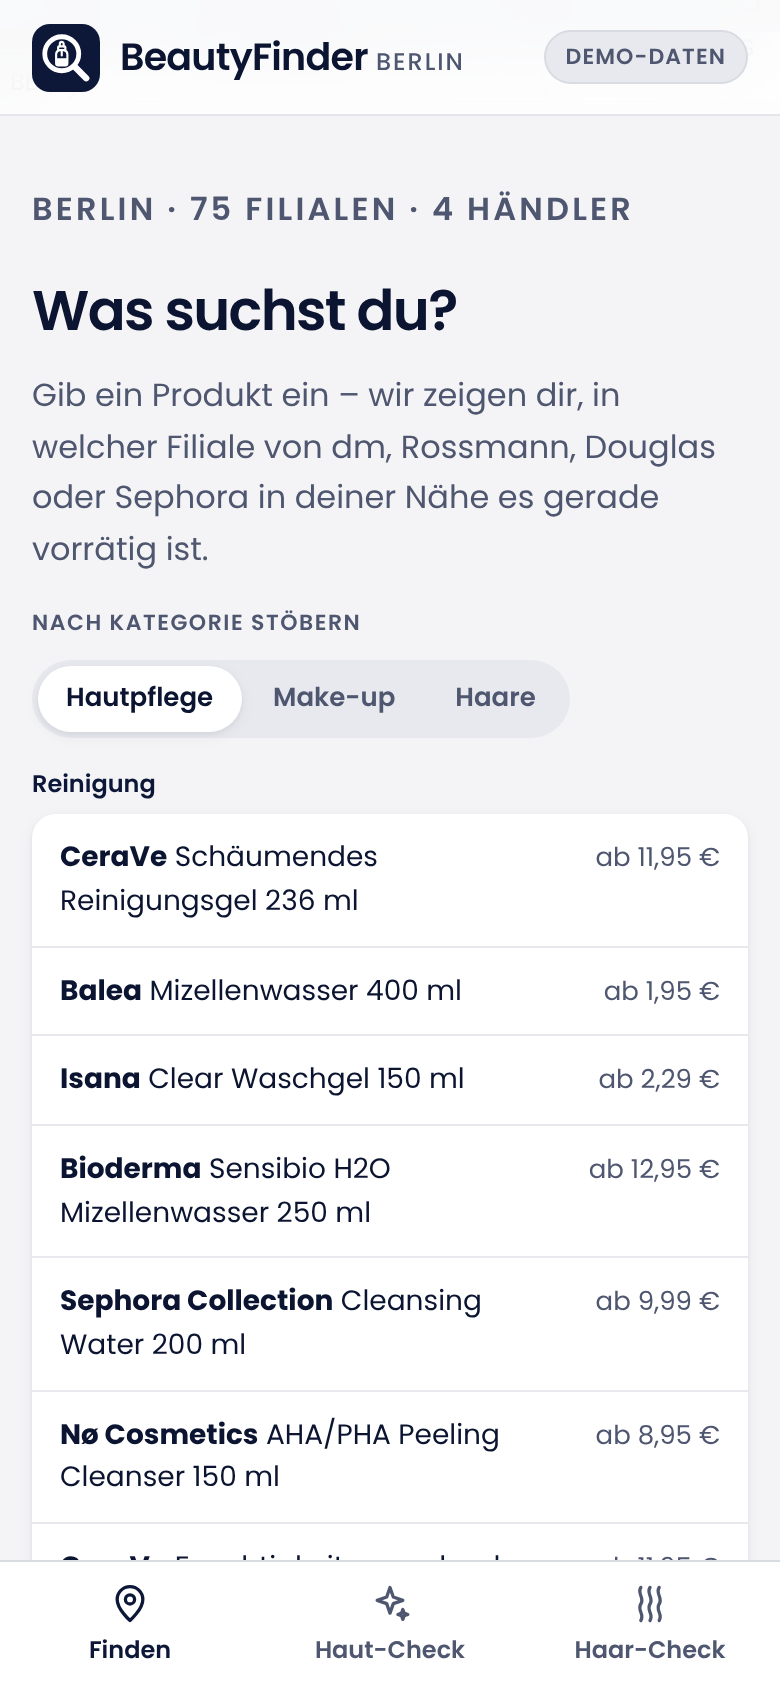 BeautyFinder BERLIN
DEMO-DATEN
BERLIN · 75 FILIALEN · 4 HÄNDLER
Was suchst du?
Gib ein Produkt ein – wir zeigen dir, in
welcher Filiale von dm, Rossmann, Douglas
oder Sephora in deiner Nähe es gerade
vorrätig ist.
NACH KATEGORIE STÖBERN
Hautpflege Make-up Haare
Reinigung
CeraVe Schäumendes ab 11,95 €
Reinigungsgel 236 ml
Balea Mizellenwasser 400 ml ab 1,95 €
Isana Clear Waschgel 150 ml ab 2,29 €
Bioderma Sensibio H2O ab 12,95 €
Mizellenwasser 250 ml
Sephora Collection Cleansing ab 9,99 €
Water 200 ml
Nø Cosmetics AHA/PHA Peeling ab 8,95 €
Cleanser 150 ml
Finden Haut-Check Haar-Check